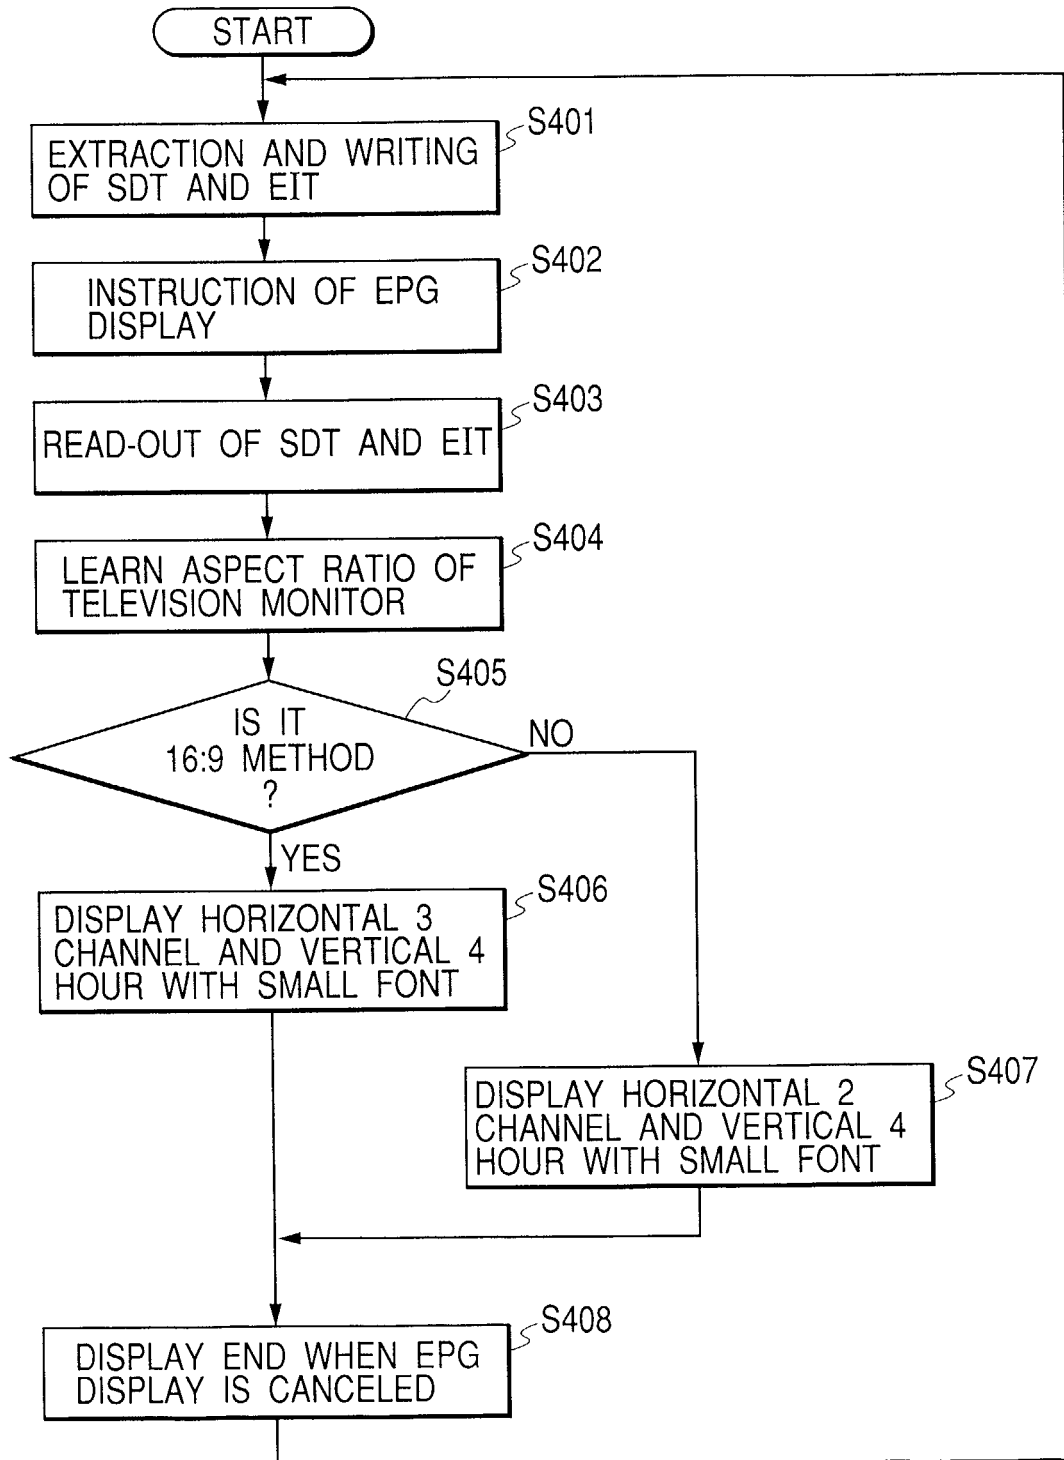 START
S401
EXTRACTION AND WRITING
OF SDT AND EIT
S402
INSTRUCTION OF EPG
DISPLAY
S403
READ-OUT OF SDT AND EIT
S404
LEARN ASPECT RATIO OF
TELEVISION MONITOR
S405
IS IT
16:9 METHOD
?
NO
YES
S406
DISPLAY HORIZONTAL 3
CHANNEL AND VERTICAL 4
HOUR WITH SMALL FONT
S407
DISPLAY HORIZONTAL 2
CHANNEL AND VERTICAL 4
HOUR WITH SMALL FONT
S408
DISPLAY END WHEN EPG
DISPLAY IS CANCELED